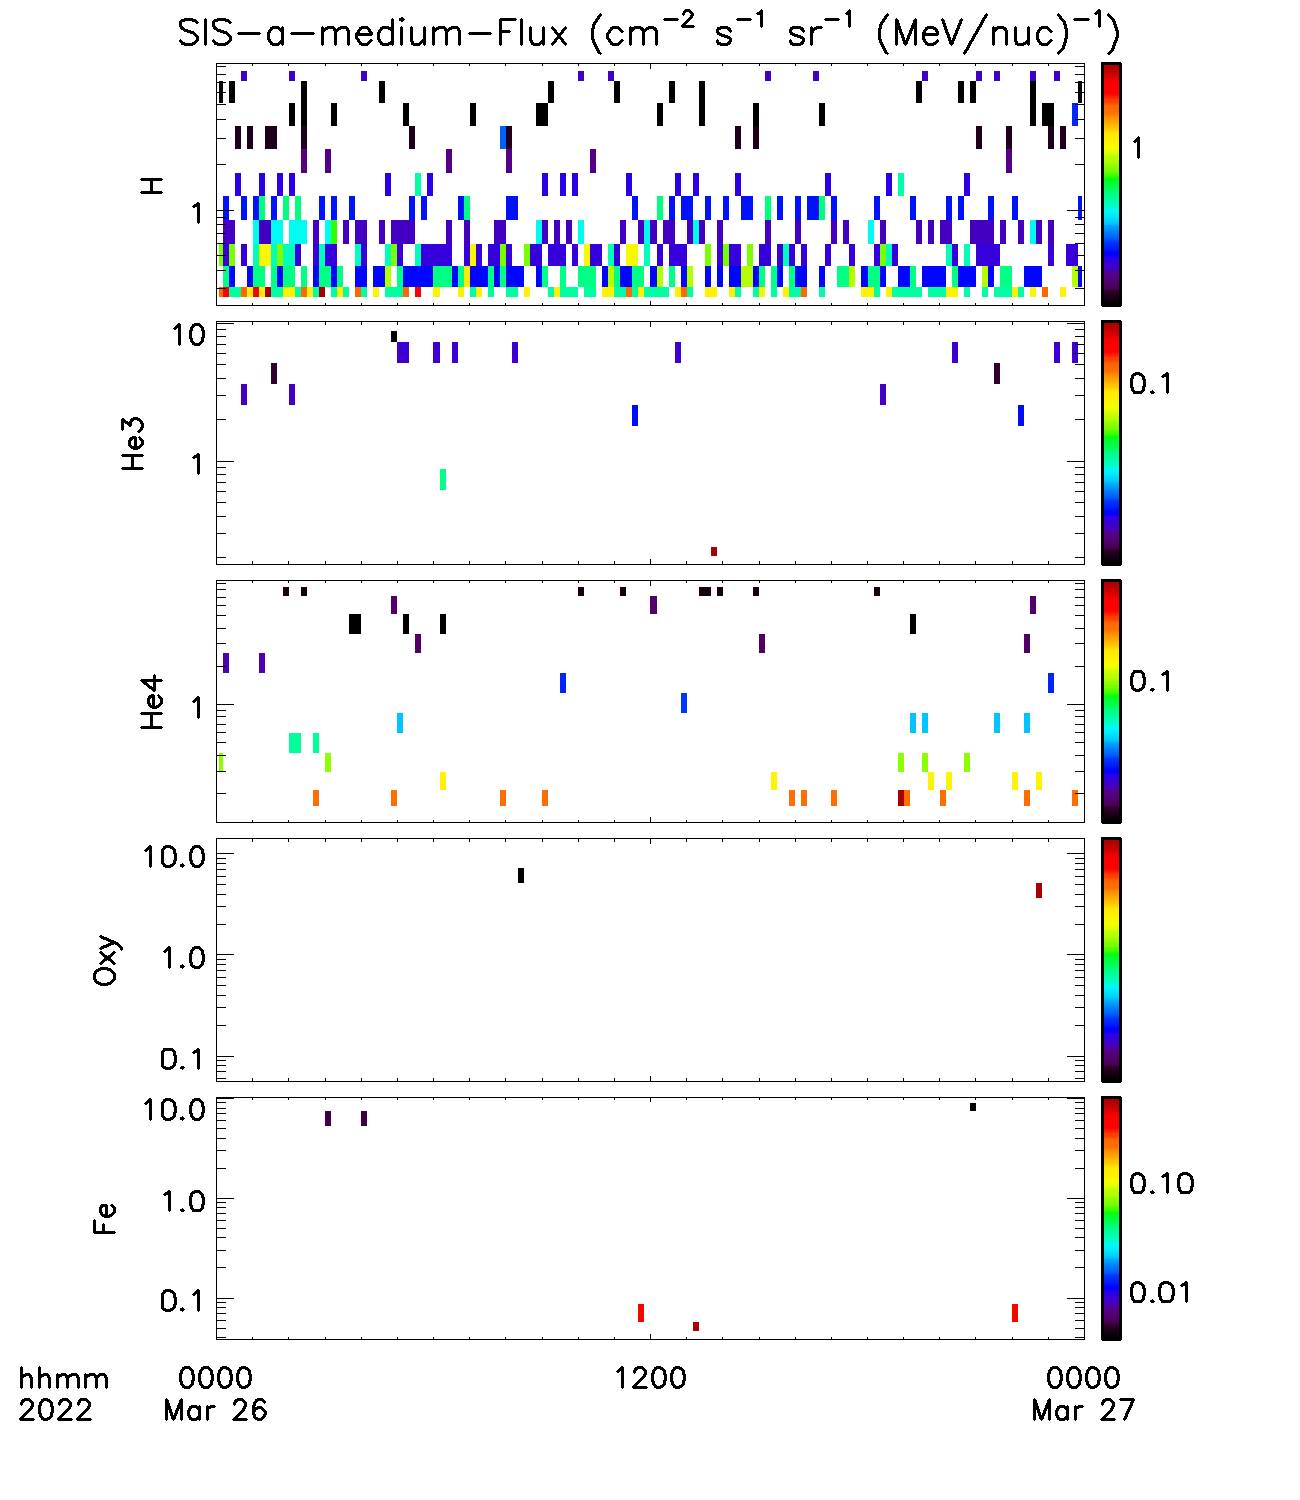 SIS-a-medium-Flux (cm⁻² s⁻¹ sr⁻¹ (MeV/nuc)⁻¹)
H
1
1
He3
10
1
0.1
He4
1
0.1
Oxy
10.0
1.0
0.1
Fe
10.0
1.0
0.1
0.10
0.01
hhmm 0000 1200 0000
2022 Mar 26 Mar 27